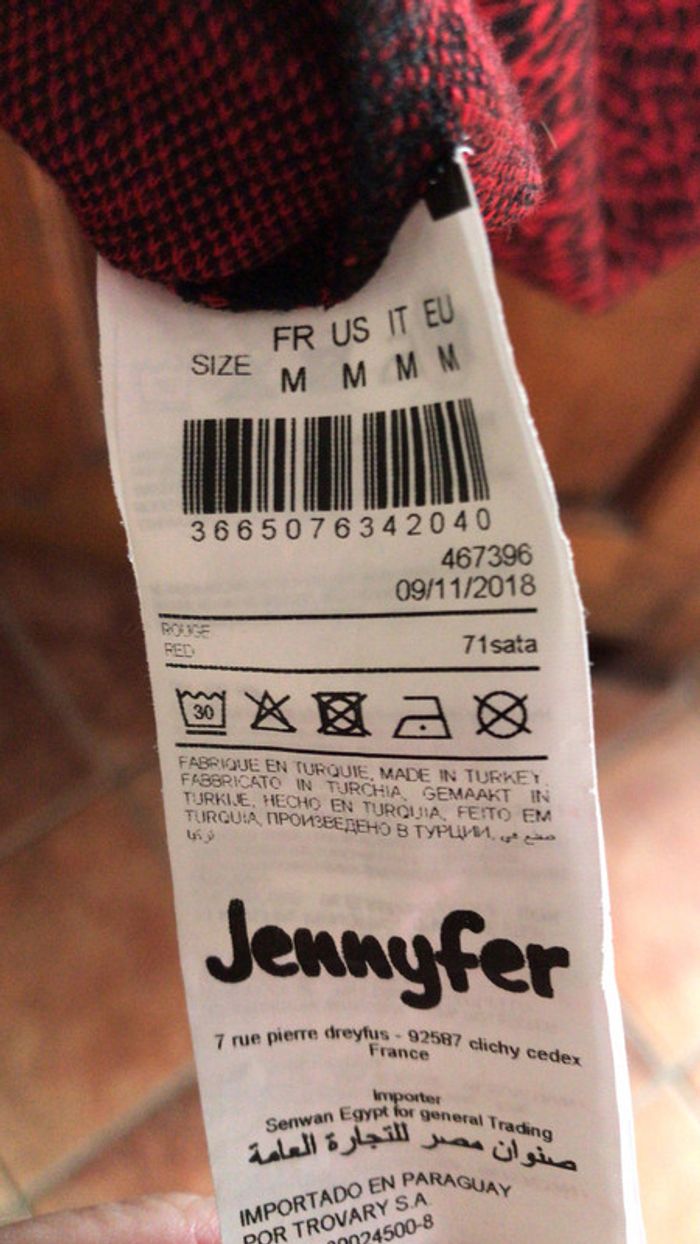 FR US IT EU
SIZE M M M M
3665076342040
467396
09/11/2018
ROUGE
RED 71sata
30
FABRIQUE EN TURQUIE, MADE IN TURKEY,
FABBRICATO IN TURCHIA, GEMAAKT IN
TURKIJE, HECHO EN TURQUIA, FEITO EM
TURQUIA, ПРОИЗВЕДЕНО В ТУРЦИИ, صنع في
تركيا
Jennyfer
7 rue pierre dreyfus - 92587 clichy cedex
France
Importer
Senwan Egypt for general Trading
صنوان مصر للتجارة العامة
IMPORTADO EN PARAGUAY
POR TROVARY S.A.